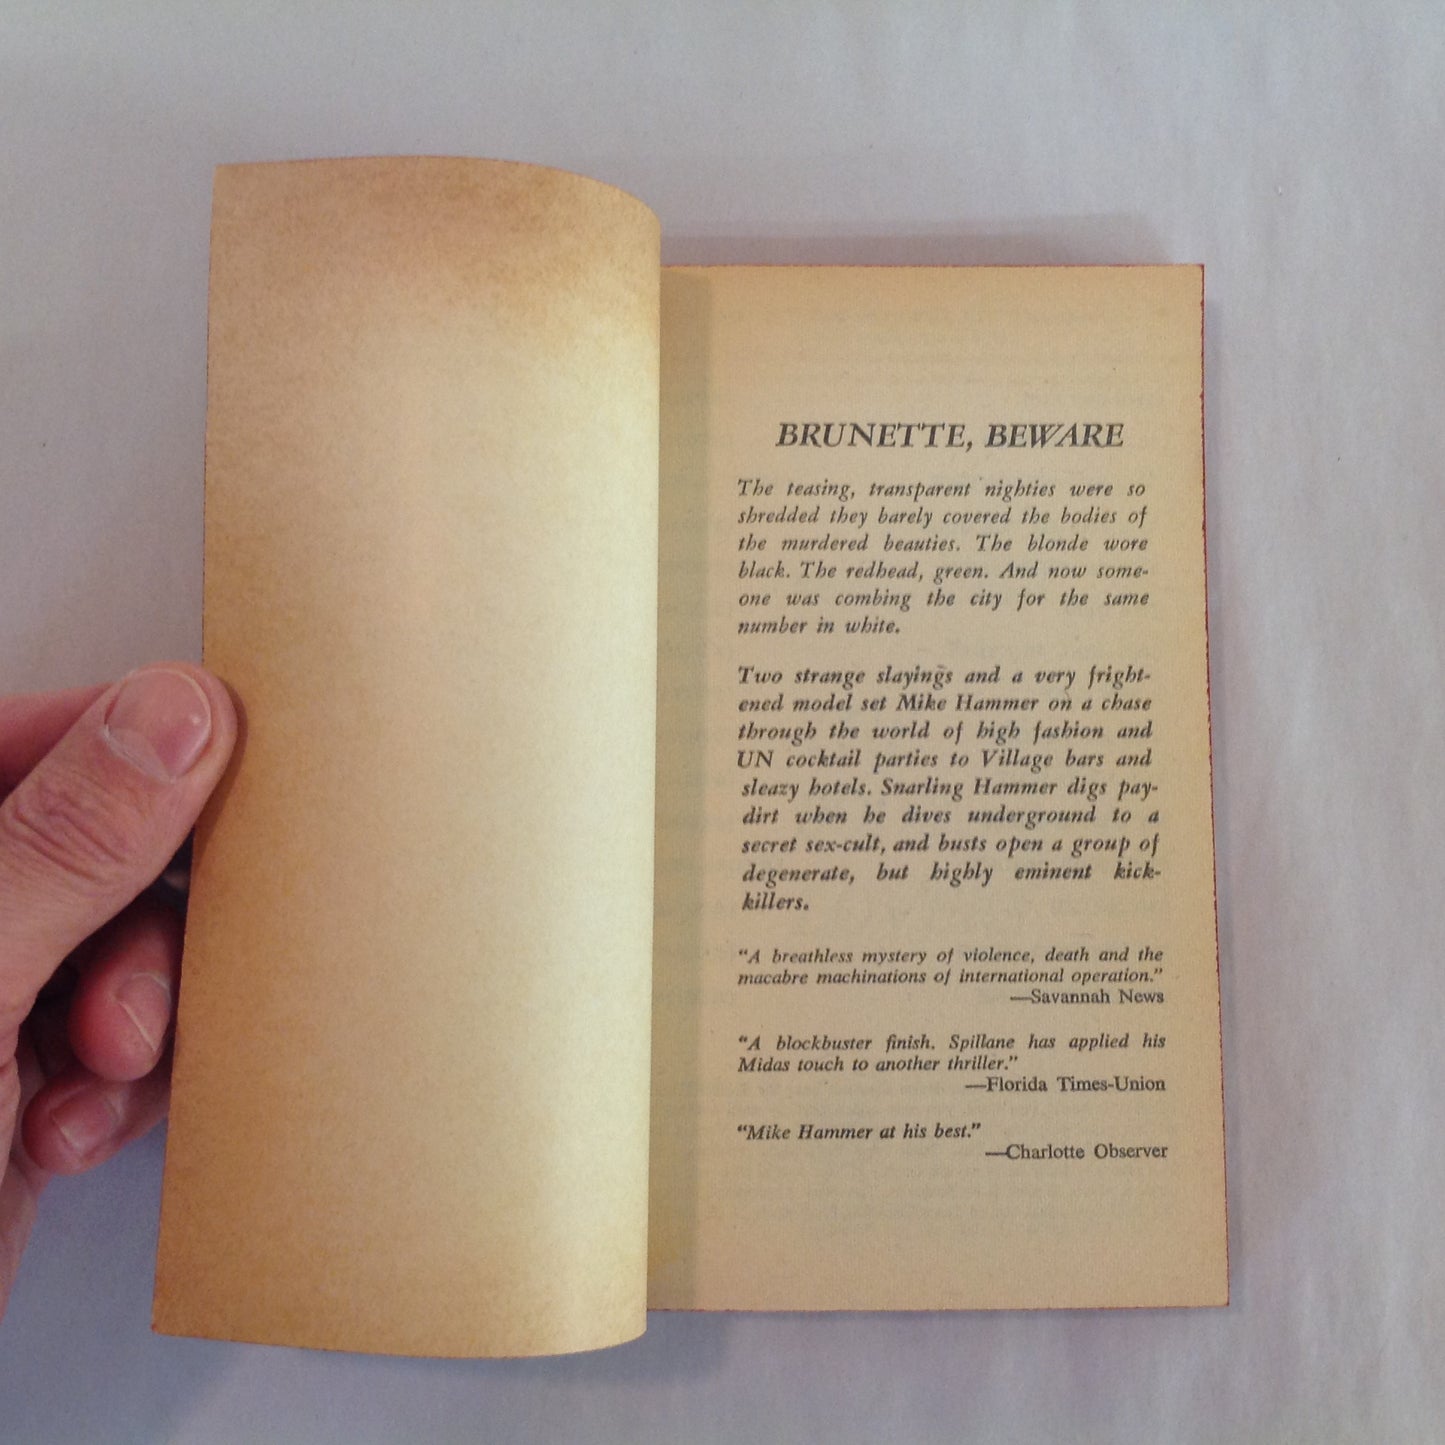 BRUNETTE, BEWARE
The teasing, transparent nighties were so
shredded they barely covered the bodies of
the murdered beauties. The blonde wore
black. The redhead, green. And now some-
one was combing the city for the same
number in white.
Two strange slayings and a very fright-
ened model set Mike Hammer on a chase
through the world of high fashion and
UN cocktail parties to Village bars and
sleazy hotels. Snarling Hammer digs pay-
dirt when he dives underground to a
secret sex-cult, and busts open a group of
degenerate, but highly eminent kick-
killers.
“A breathless mystery of violence, death and the
macabre machinations of international operation.”
—Savannah News
“A blockbuster finish. Spillane has applied his
Midas touch to another thriller.”
—Florida Times-Union
“Mike Hammer at his best.”
—Charlotte Observer